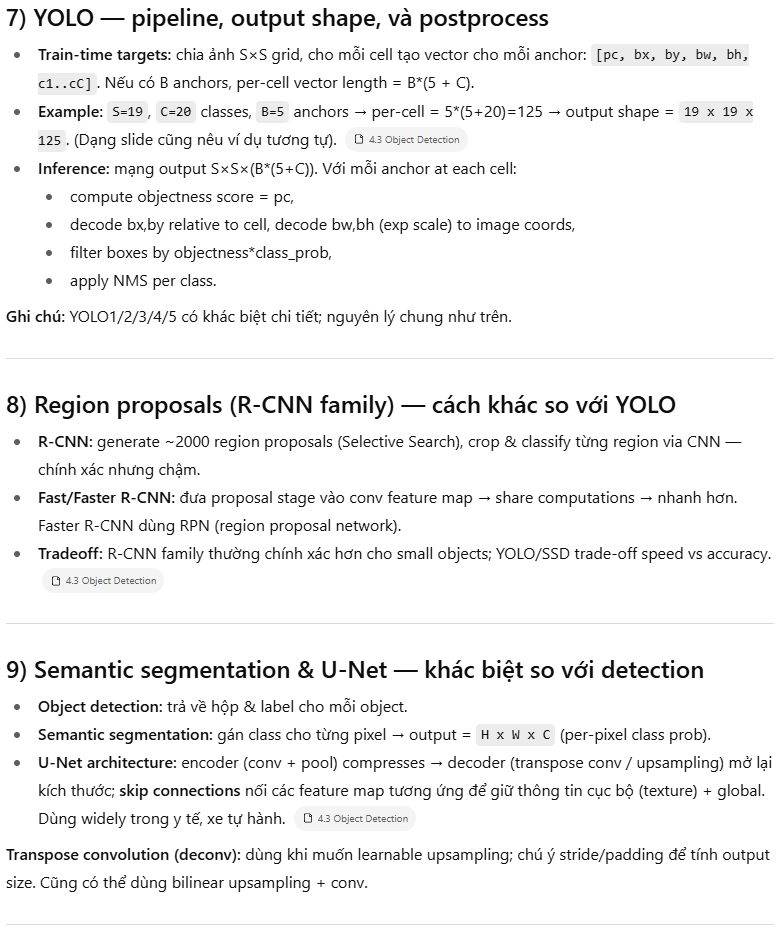 7) YOLO — pipeline, output shape, và postprocess
• Train-time targets: chia ảnh S×S grid, cho mỗi cell tạo vector cho mỗi anchor: [pc, bx, by, bw, bh,
c1..cC] . Nếu có B anchors, per-cell vector length = B*(5 + C).
• Example: S=19 , C=20 classes, B=5 anchors → per-cell = 5*(5+20)=125 → output shape = 19 x 19 x
125 . (Dạng slide cũng nêu ví dụ tương tự). 4.3 Object Detection
• Inference: mạng output S×S×(B*(5+C)). Với mỗi anchor at each cell:
• compute objectness score = pc,
• decode bx,by relative to cell, decode bw,bh (exp scale) to image coords,
• filter boxes by objectness*class_prob,
• apply NMS per class.
Ghi chú: YOLO1/2/3/4/5 có khác biệt chi tiết; nguyên lý chung như trên.
8) Region proposals (R-CNN family) — cách khác so với YOLO
• R-CNN: generate ~2000 region proposals (Selective Search), crop & classify từng region via CNN —
chính xác nhưng chậm.
• Fast/Faster R-CNN: đưa proposal stage vào conv feature map → share computations → nhanh hơn.
Faster R-CNN dùng RPN (region proposal network).
• Tradeoff: R-CNN family thường chính xác hơn cho small objects; YOLO/SSD trade-off speed vs accuracy.
4.3 Object Detection
9) Semantic segmentation & U-Net — khác biệt so với detection
• Object detection: trả về hộp & label cho mỗi object.
• Semantic segmentation: gán class cho từng pixel → output = H x W x C (per-pixel class prob).
• U-Net architecture: encoder (conv + pool) compresses → decoder (transpose conv / upsampling) mở lại
kích thước; skip connections nối các feature map tương ứng để giữ thông tin cục bộ (texture) + global.
Dùng widely trong y tế, xe tự hành. 4.3 Object Detection
Transpose convolution (deconv): dùng khi muốn learnable upsampling; chú ý stride/padding để tính output
size. Cũng có thể dùng bilinear upsampling + conv.